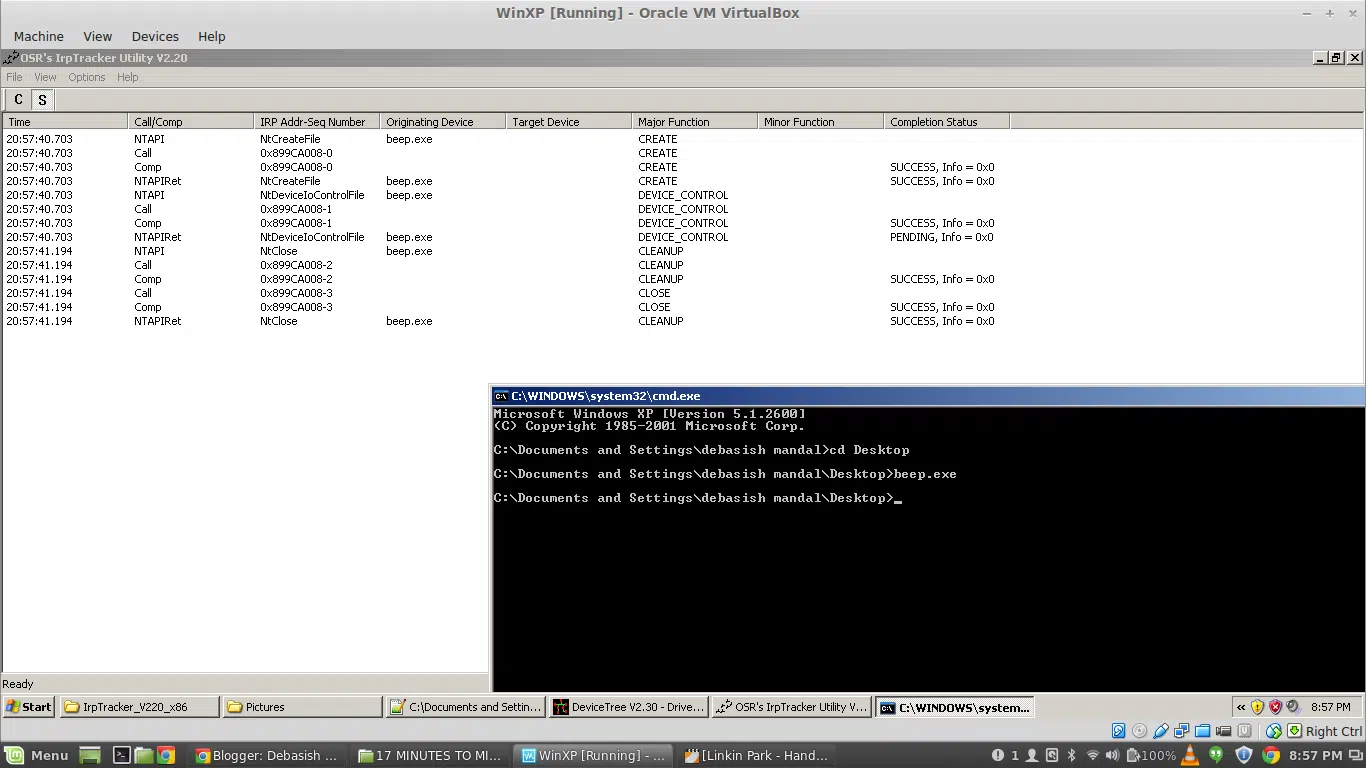 WinXP [Running] - Oracle VM VirtualBox
Machine View Devices Help
OSR's IrpTracker Utility V2.20
File View Options Help
C S
Time Call/Comp IRP Addr-Seq Number Originating Device Target Device Major Function Minor Function Completion Status
20:57:40.703 NTAPI NtCreateFile beep.exe CREATE
20:57:40.703 Call 0x899CA008-0 CREATE
20:57:40.703 Comp 0x899CA008-0 CREATE SUCCESS, Info = 0x0
20:57:40.703 NTAPIRet NtCreateFile beep.exe CREATE SUCCESS, Info = 0x0
20:57:40.703 NTAPI NtDeviceIoControlFile beep.exe DEVICE_CONTROL
20:57:40.703 Call 0x899CA008-1 DEVICE_CONTROL
20:57:40.703 Comp 0x899CA008-1 DEVICE_CONTROL SUCCESS, Info = 0x0
20:57:40.703 NTAPIRet NtDeviceIoControlFile beep.exe DEVICE_CONTROL PENDING, Info = 0x0
20:57:41.194 NTAPI NtClose beep.exe CLEANUP
20:57:41.194 Call 0x899CA008-2 CLEANUP
20:57:41.194 Comp 0x899CA008-2 CLEANUP SUCCESS, Info = 0x0
20:57:41.194 Call 0x899CA008-3 CLOSE
20:57:41.194 Comp 0x899CA008-3 CLOSE SUCCESS, Info = 0x0
20:57:41.194 NTAPIRet NtClose beep.exe CLEANUP SUCCESS, Info = 0x0
C:\WINDOWS\system32\cmd.exe
Microsoft Windows XP [Version 5.1.2600]
(C) Copyright 1985-2001 Microsoft Corp.
C:\Documents and Settings\debasish mandal>cd Desktop
C:\Documents and Settings\debasish mandal\Desktop>beep.exe
C:\Documents and Settings\debasish mandal\Desktop>_
Ready
Start IrpTracker_V220_x86 Pictures C:\Documents and Settin... DeviceTree V2.30 - Drive... OSR's IrpTracker Utility V... C:\WINDOWS\system... « 8:57 PM
Right Ctrl
Menu Blogger: Debasish ... 17 MINUTES TO MI... WinXP [Running] - ... [Linkin Park - Hand... 1 100% 8:57 PM